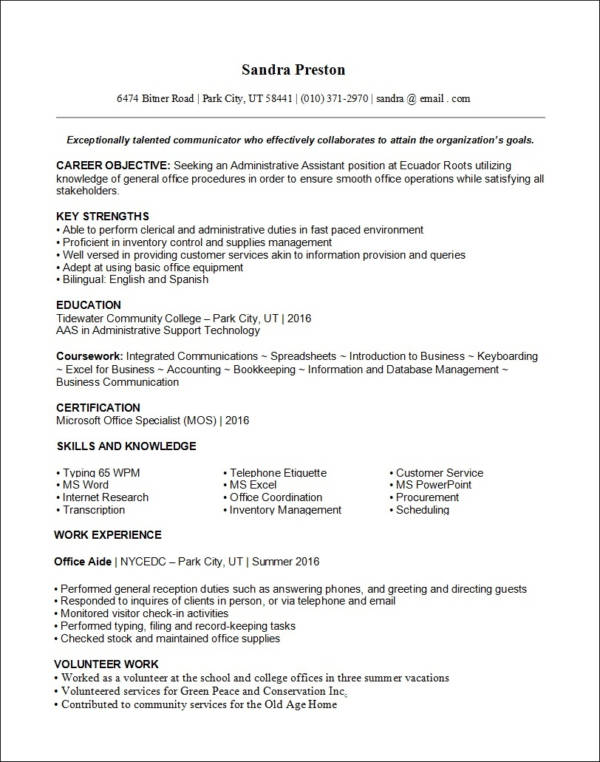 Sandra Preston
6474 Bitner Road | Park City, UT 58441 | (010) 371-2970 | sandra @ email . com
Exceptionally talented communicator who effectively collaborates to attain the organization's goals.
CAREER OBJECTIVE: Seeking an Administrative Assistant position at Ecuador Roots utilizing
knowledge of general office procedures in order to ensure smooth office operations while satisfying all
stakeholders.
KEY STRENGTHS
• Able to perform clerical and administrative duties in fast paced environment
• Proficient in inventory control and supplies management
• Well versed in providing customer services akin to information provision and queries
• Adept at using basic office equipment
• Bilingual: English and Spanish
EDUCATION
Tidewater Community College – Park City, UT | 2016
AAS in Administrative Support Technology
Coursework: Integrated Communications ~ Spreadsheets ~ Introduction to Business ~ Keyboarding
~ Excel for Business ~ Accounting ~ Bookkeeping ~ Information and Database Management ~
Business Communication
CERTIFICATION
Microsoft Office Specialist (MOS) | 2016
SKILLS AND KNOWLEDGE
• Typing 65 WPM • Telephone Etiquette • Customer Service
• MS Word • MS Excel • MS PowerPoint
• Internet Research • Office Coordination • Procurement
• Transcription • Inventory Management • Scheduling
WORK EXPERIENCE
Office Aide | NYCEDC – Park City, UT | Summer 2016
• Performed general reception duties such as answering phones, and greeting and directing guests
• Responded to inquires of clients in person, or via telephone and email
• Monitored visitor check-in activities
• Performed typing, filing and record-keeping tasks
• Checked stock and maintained office supplies
VOLUNTEER WORK
• Worked as a volunteer at the school and college offices in three summer vacations
• Volunteered services for Green Peace and Conservation Inc.
• Contributed to community services for the Old Age Home